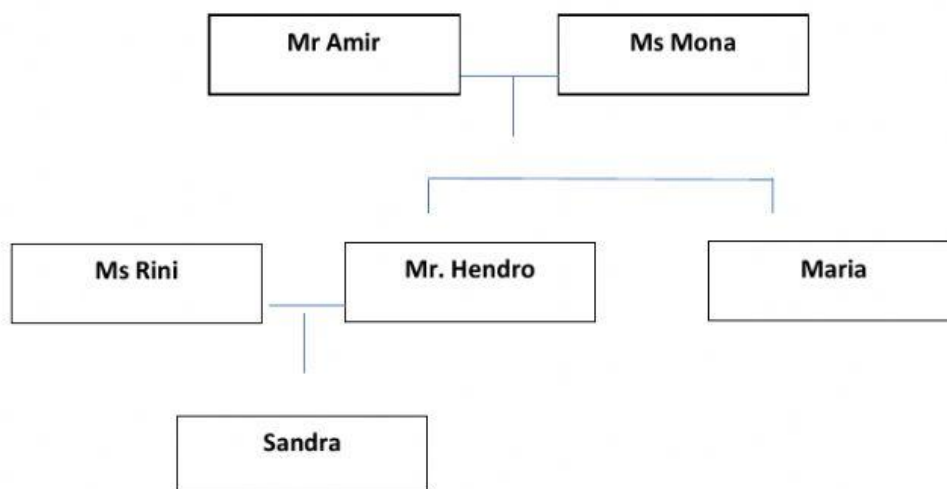 Mr Amir
Ms Mona
Ms Rini
Mr. Hendro
Maria
Sandra